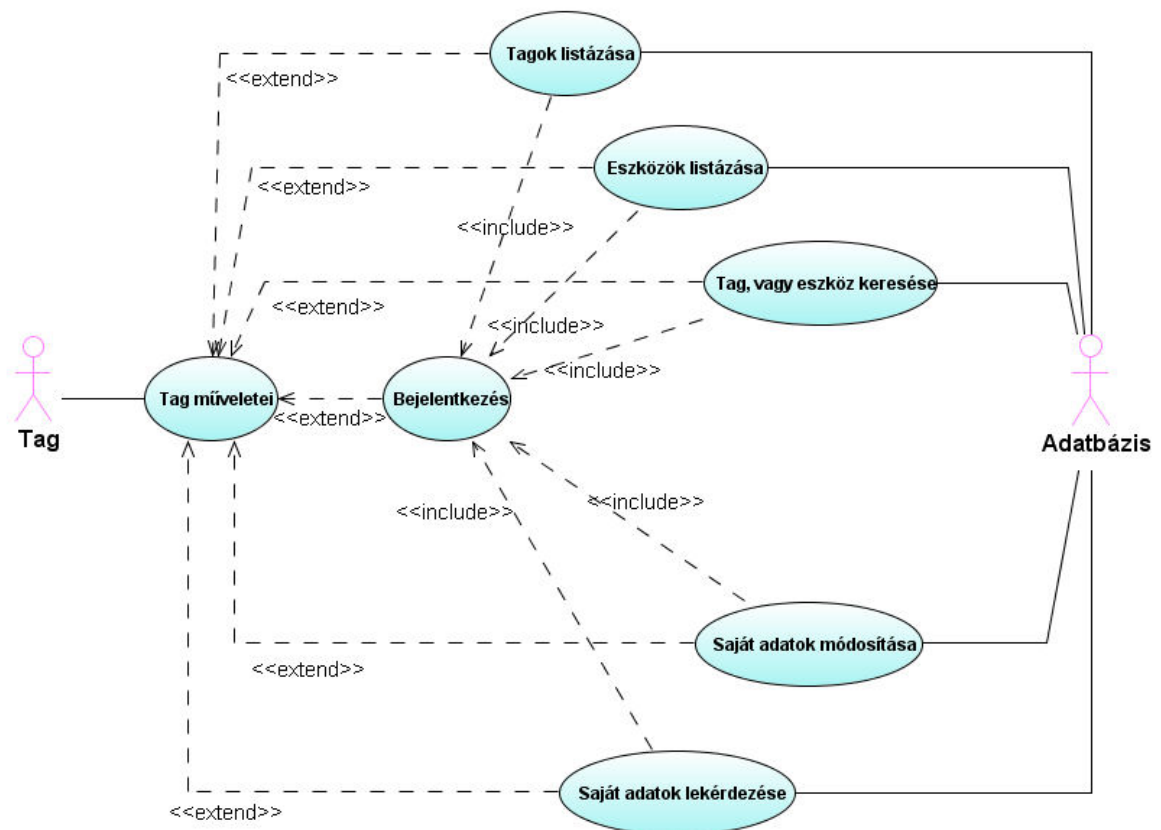 Tagok listázása
<<extend>>
Eszközök listázása
<<extend>>
<<include>>
Tag, vagy eszköz keresése
<<extend>>
<<include>>
<<include>>
Tag műveletei
Bejelentkezés
<<extend>>
Tag
Adatbázis
<<include>>
<<include>>
Saját adatok módosítása
<<extend>>
Saját adatok lekérdezése
<<extend>>